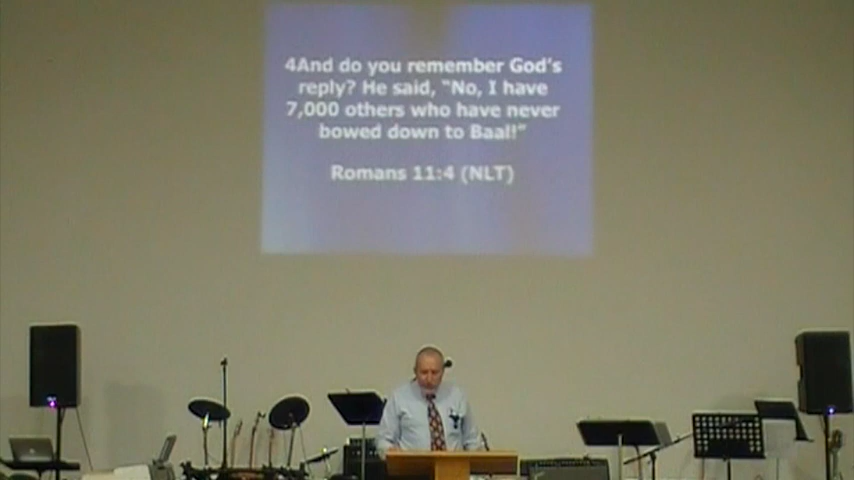 4And do you remember God's
reply? He said, "No, I have
7,000 others who have never
bowed down to Baal!"
Romans 11:4 (NLT)